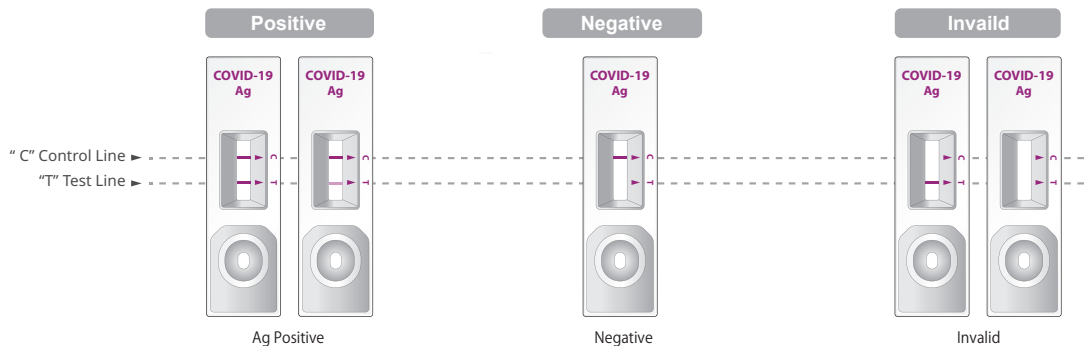 Positive
Negative
Invaild
COVID-19
Ag
COVID-19
Ag
COVID-19
Ag
COVID-19
Ag
COVID-19
Ag
“ C” Control Line ►
C
C
C
C
C
“T” Test Line ►
T
T
T
T
T
Ag Positive
Negative
Invalid